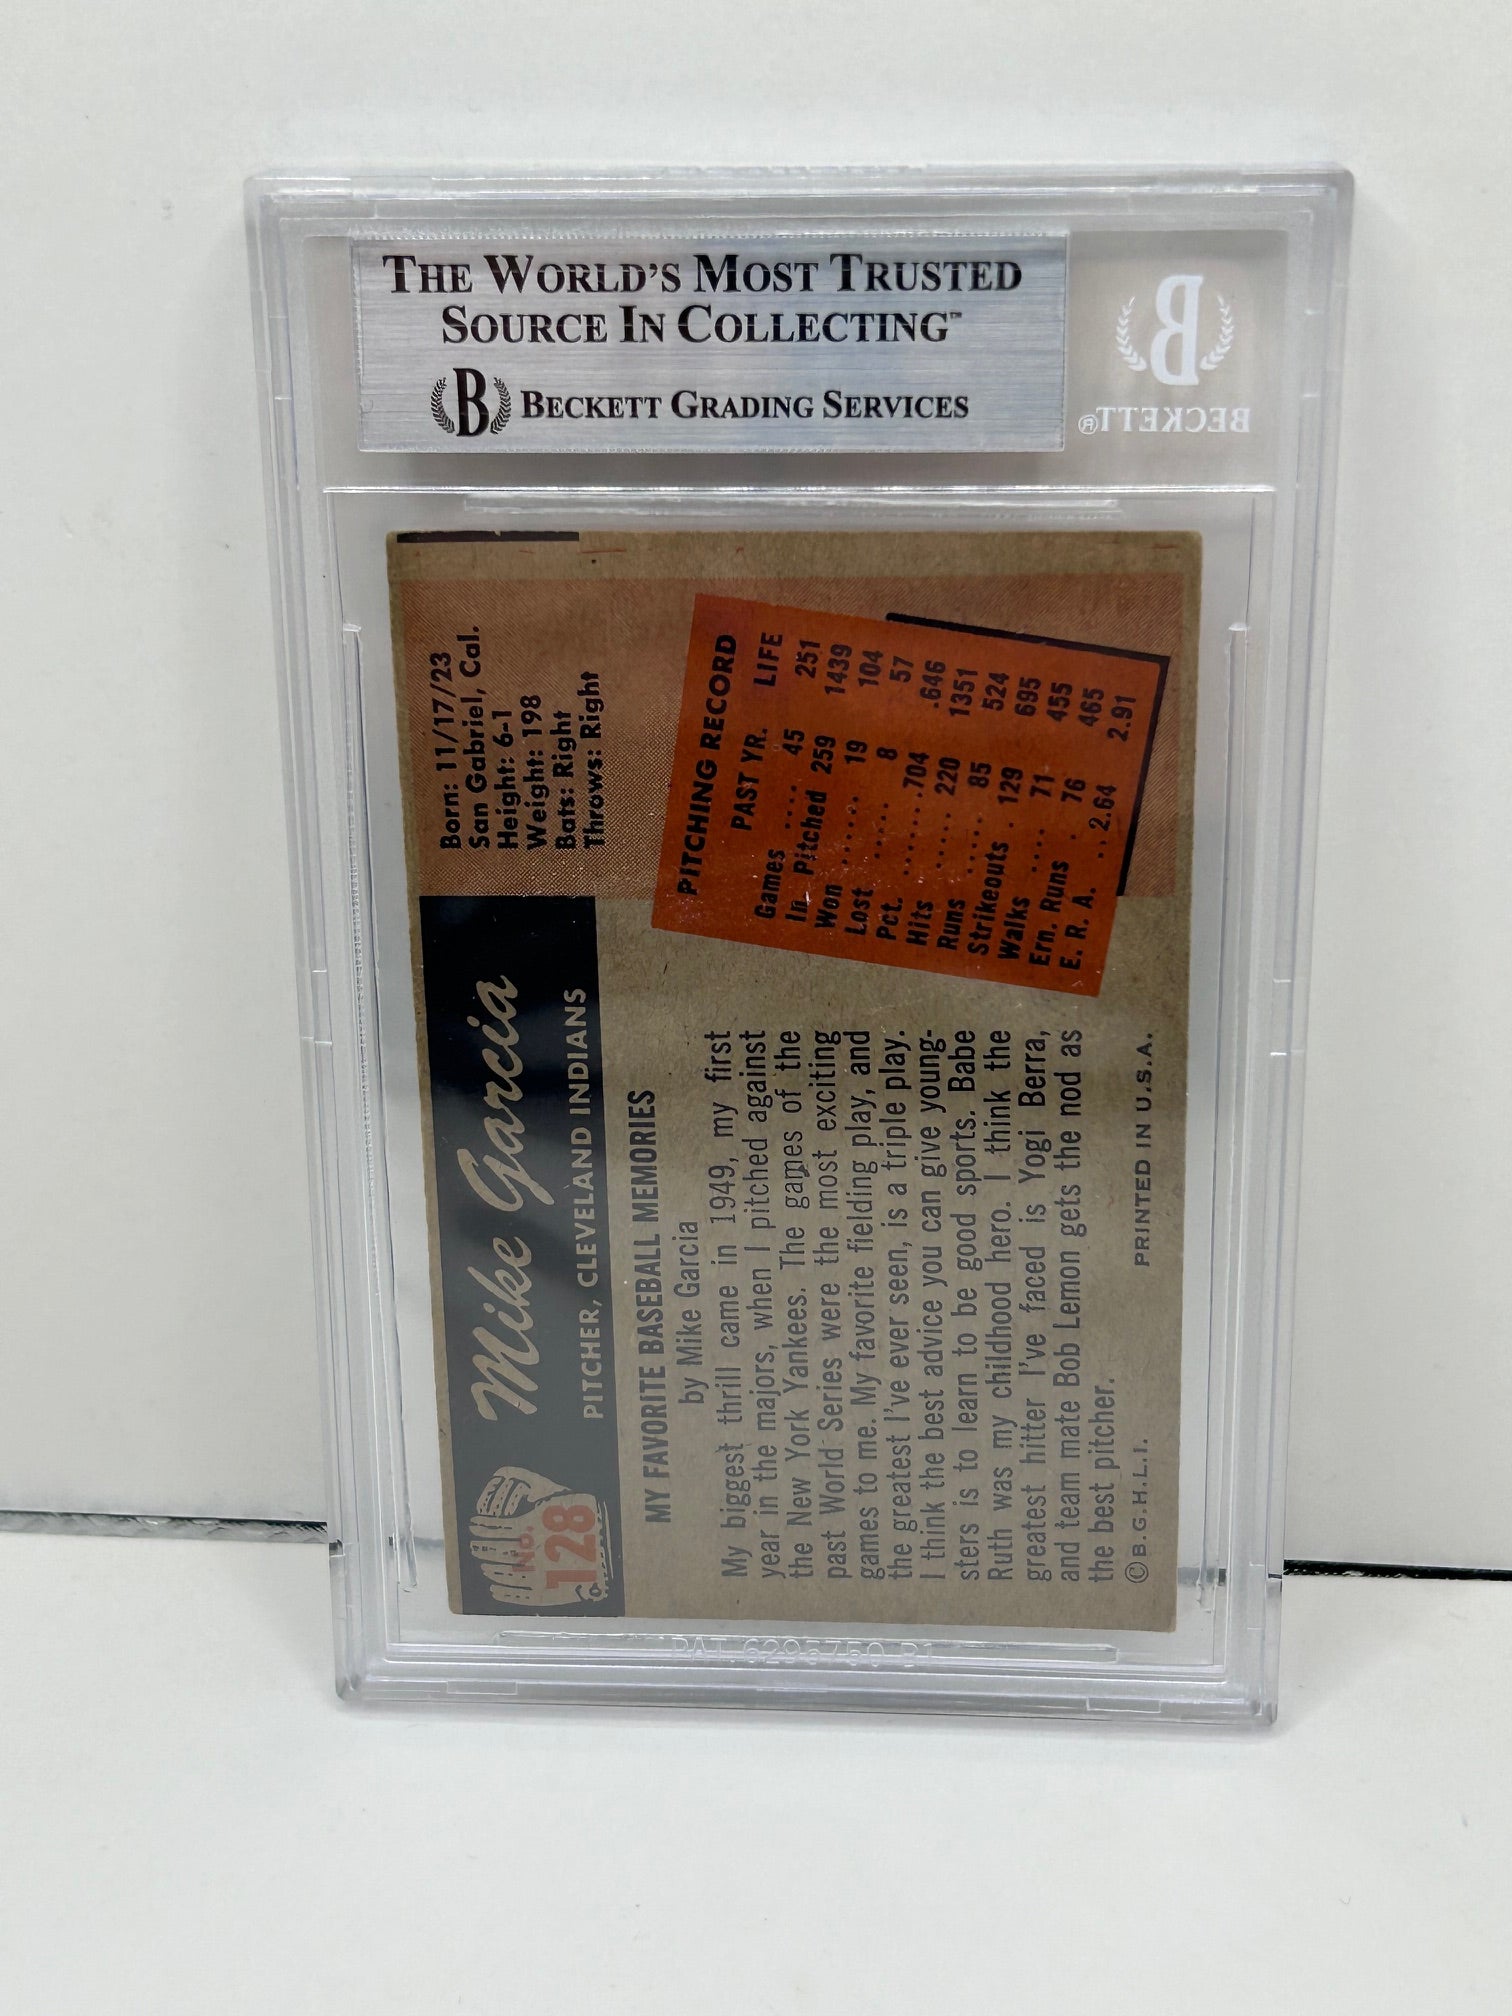 THE WORLD'S MOST TRUSTED
SOURCE IN COLLECTING™
B BECKETT GRADING SERVICES
B
BECKETT®
No.
128
Mike Garcia
PITCHER, CLEVELAND INDIANS
Born: 11/17/23
San Gabriel, Cal.
Height: 6-1
Weight: 198
Bats: Right
Throws: Right
MY FAVORITE BASEBALL MEMORIES
by Mike Garcia
My biggest thrill came in 1949, my first
year in the majors, when I pitched against
the New York Yankees. The games of the
past World Series were the most exciting
games to me. My favorite fielding play, and
the greatest I've ever seen, is a triple play.
I think the best advice you can give young-
sters is to learn to be good sports. Babe
Ruth was my childhood hero. I think the
greatest hitter I've faced is Yogi Berra,
and team mate Bob Lemon gets the nod as
the best pitcher.
© B.G.H.L.I. PRINTED IN U.S.A.
PITCHING RECORD
PAST YR. LIFE
Games .... 45 251
In. Pitched 259 1439
Won ...... 19 104
Lost ..... 8 57
Pct. ....... .704 .646
Hits ..... 220 1351
Runs ..... 85 524
Strikeouts . 129 695
Walks .... 71 455
Ern. Runs . 76 465
E. R. A. .. 2.64 2.91
PAT. 6295750 B1